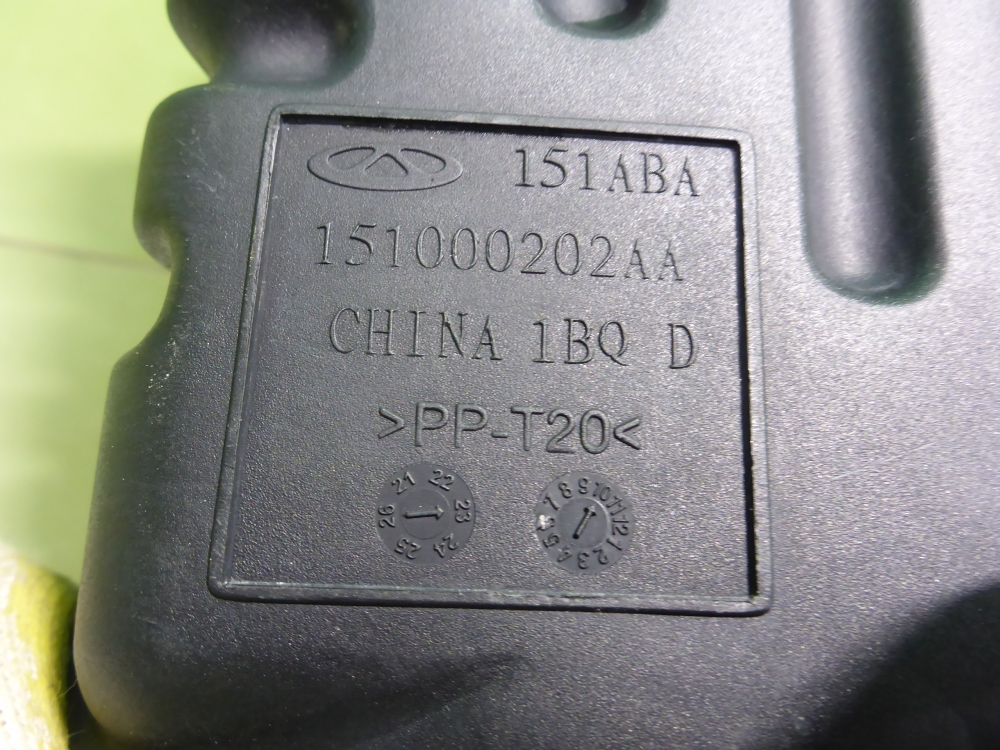 151ABA
151000202AA
CHINA 1BQ D
>PP-T20<
21 22 23 24 25 26
1 2 3 4 5 6 7 8 9 10 11 12